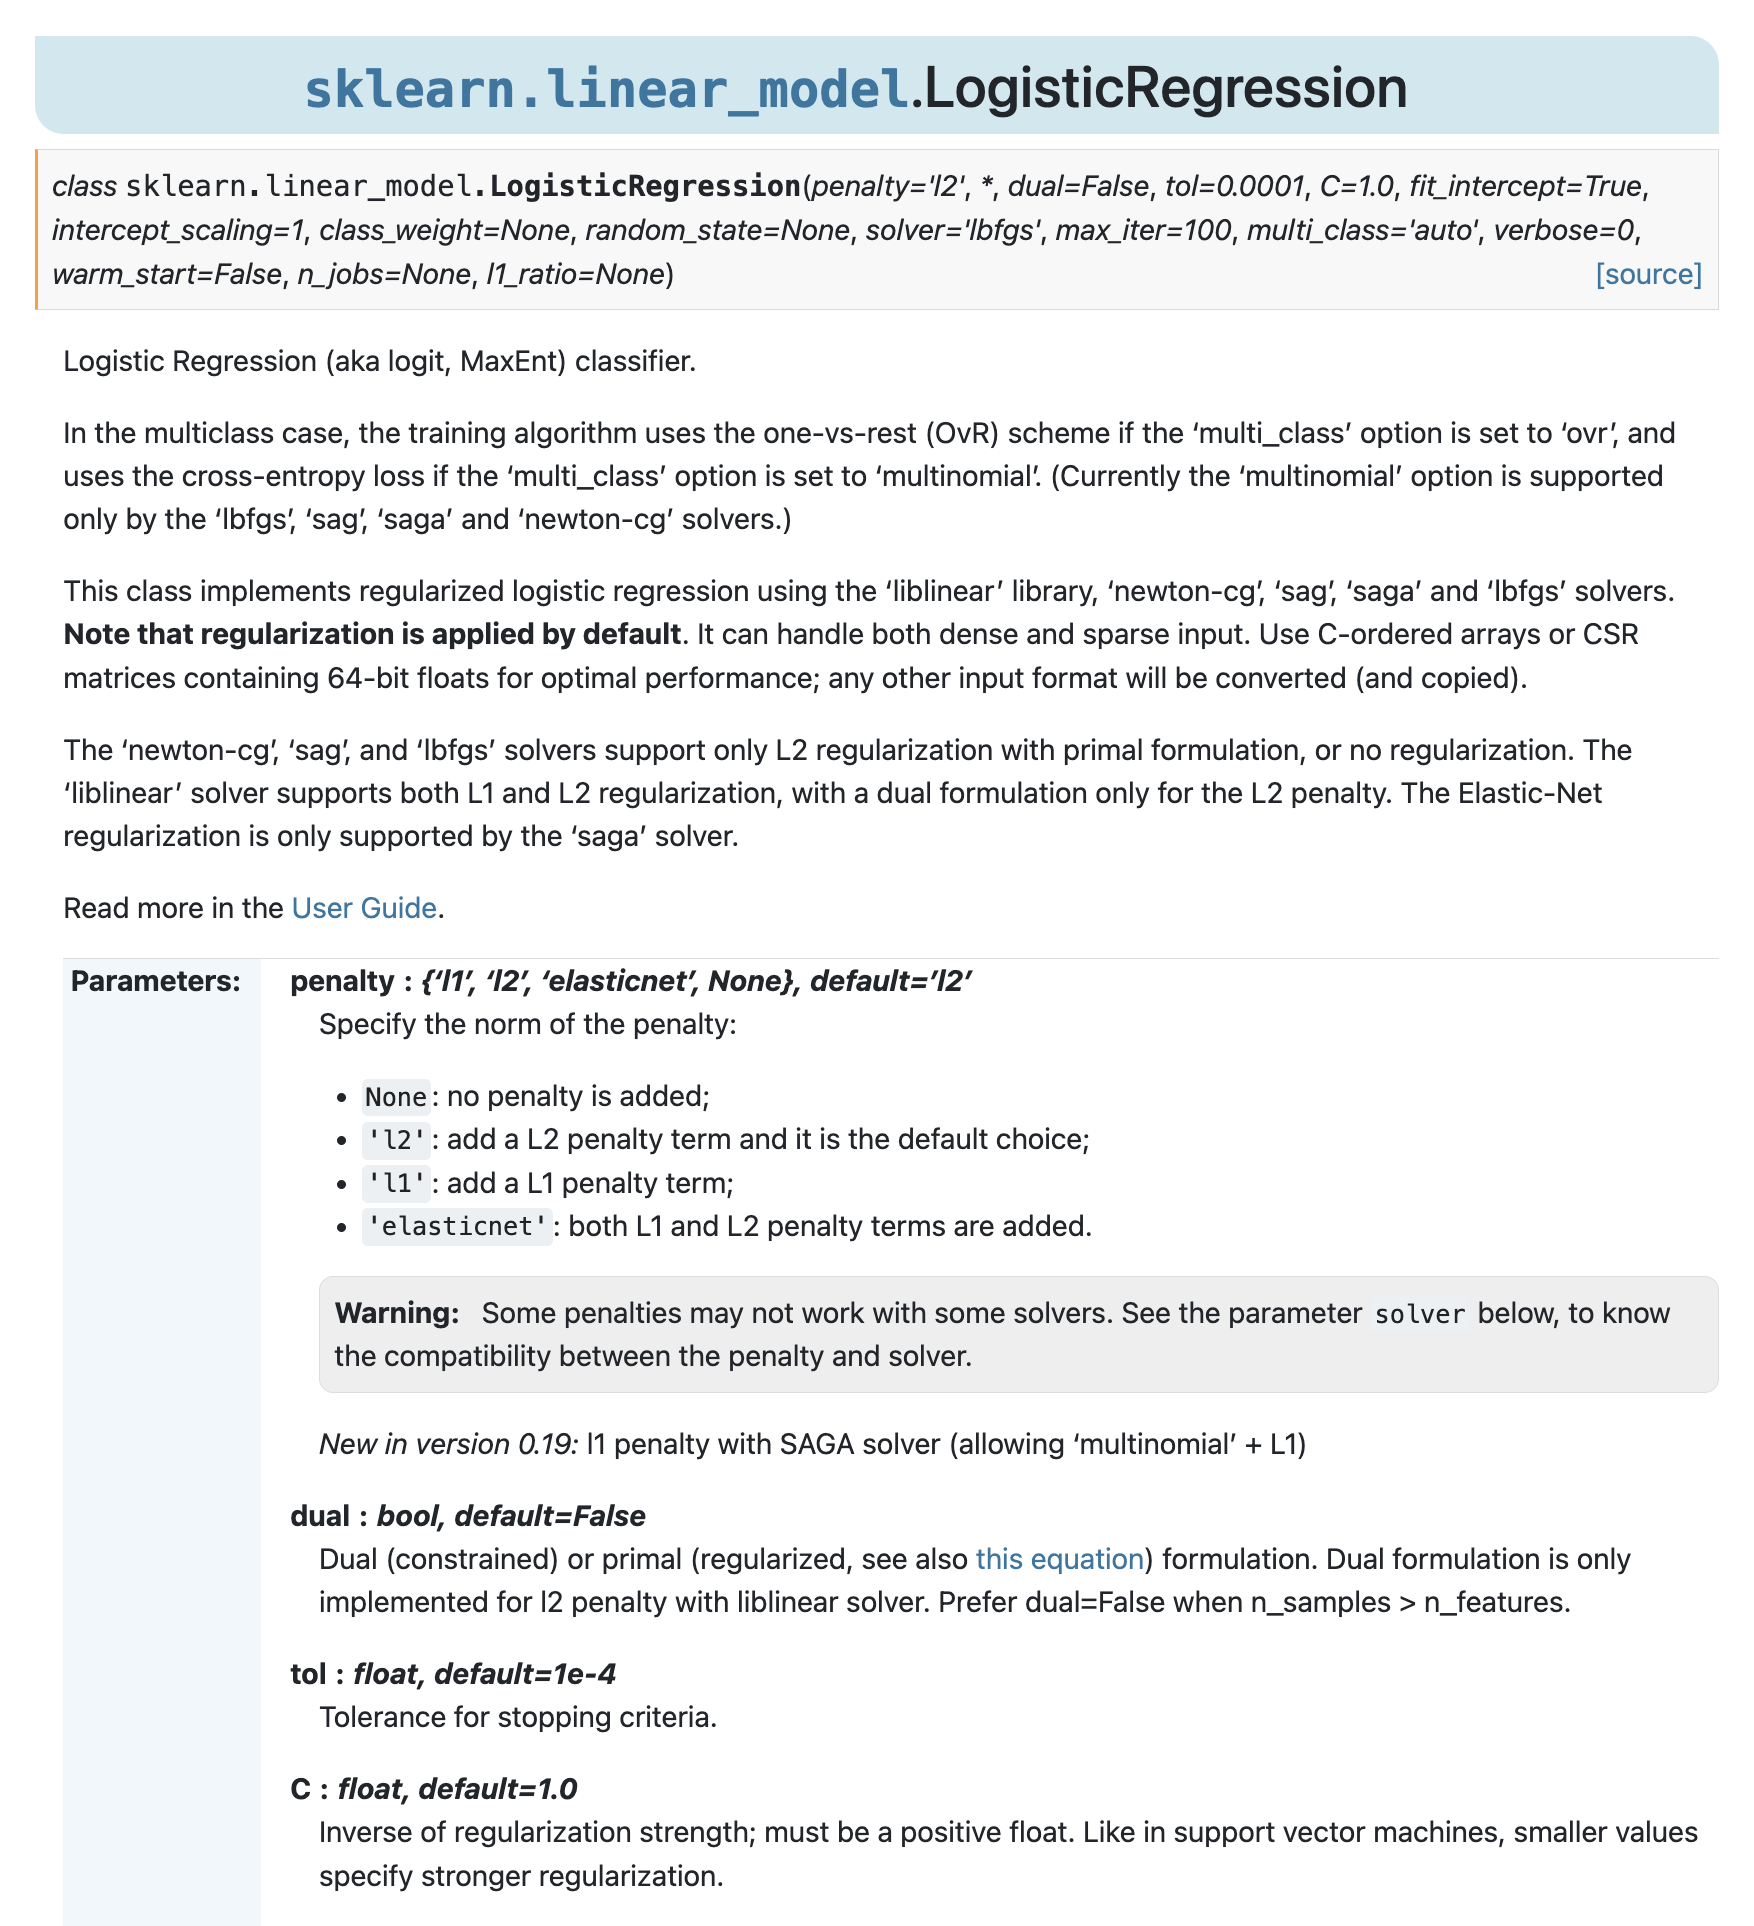 sklearn.linear_model.LogisticRegression
class sklearn.linear_model.LogisticRegression(penalty='l2', *, dual=False, tol=0.0001, C=1.0, fit_intercept=True,
intercept_scaling=1, class_weight=None, random_state=None, solver='lbfgs', max_iter=100, multi_class='auto', verbose=0,
warm_start=False, n_jobs=None, l1_ratio=None) [source]
Logistic Regression (aka logit, MaxEnt) classifier.
In the multiclass case, the training algorithm uses the one-vs-rest (OvR) scheme if the ‘multi_class’ option is set to ‘ovr’, and
uses the cross-entropy loss if the ‘multi_class’ option is set to ‘multinomial’. (Currently the ‘multinomial’ option is supported
only by the ‘lbfgs’, ‘sag’, ‘saga’ and ‘newton-cg’ solvers.)
This class implements regularized logistic regression using the ‘liblinear’ library, ‘newton-cg’, ‘sag’, ‘saga’ and ‘lbfgs’ solvers.
Note that regularization is applied by default. It can handle both dense and sparse input. Use C-ordered arrays or CSR
matrices containing 64-bit floats for optimal performance; any other input format will be converted (and copied).
The ‘newton-cg’, ‘sag’, and ‘lbfgs’ solvers support only L2 regularization with primal formulation, or no regularization. The
‘liblinear’ solver supports both L1 and L2 regularization, with a dual formulation only for the L2 penalty. The Elastic-Net
regularization is only supported by the ‘saga’ solver.
Read more in the User Guide.
Parameters:
penalty : {‘l1’, ‘l2’, ‘elasticnet’, None}, default=’l2’
Specify the norm of the penalty:
• None: no penalty is added;
• 'l2': add a L2 penalty term and it is the default choice;
• 'l1': add a L1 penalty term;
• 'elasticnet': both L1 and L2 penalty terms are added.
Warning: Some penalties may not work with some solvers. See the parameter solver below, to know
the compatibility between the penalty and solver.
New in version 0.19: l1 penalty with SAGA solver (allowing ‘multinomial’ + L1)
dual : bool, default=False
Dual (constrained) or primal (regularized, see also this equation) formulation. Dual formulation is only
implemented for l2 penalty with liblinear solver. Prefer dual=False when n_samples > n_features.
tol : float, default=1e-4
Tolerance for stopping criteria.
C : float, default=1.0
Inverse of regularization strength; must be a positive float. Like in support vector machines, smaller values
specify stronger regularization.